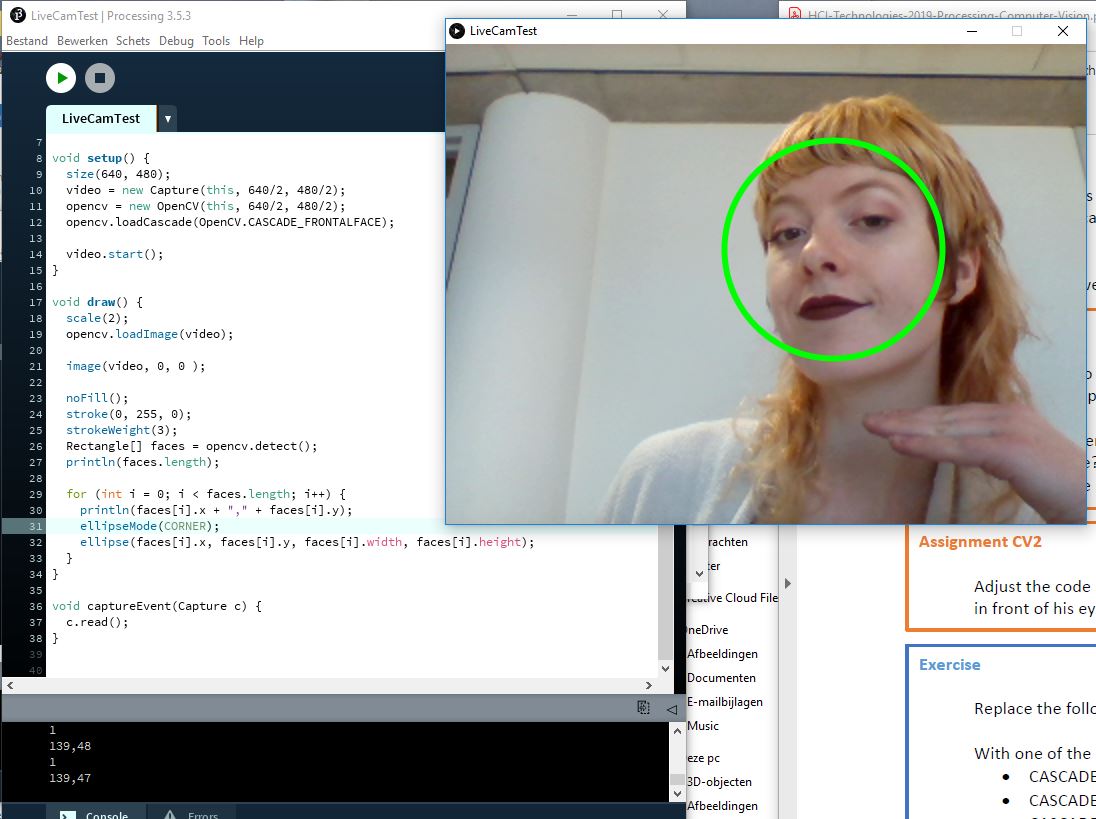 LiveCamTest | Processing 3.5.3
Bestand Bewerken Schets Debug Tools Help
LiveCamTest
7
8 void setup() {
9 size(640, 480);
10 video = new Capture(this, 640/2, 480/2);
11 opencv = new OpenCV(this, 640/2, 480/2);
12 opencv.loadCascade(OpenCV.CASCADE_FRONTALFACE);
13
14 video.start();
15 }
16
17 void draw() {
18 scale(2);
19 opencv.loadImage(video);
20
21 image(video, 0, 0 );
22
23 noFill();
24 stroke(0, 255, 0);
25 strokeWeight(3);
26 Rectangle[] faces = opencv.detect();
27 println(faces.length);
28
29 for (int i = 0; i < faces.length; i++) {
30 println(faces[i].x + "," + faces[i].y);
31 ellipseMode(CORNER);
32 ellipse(faces[i].x, faces[i].y, faces[i].width, faces[i].height);
33 }
34 }
35
36 void captureEvent(Capture c) {
37 c.read();
38 }
39
40
1
139,48
1
139,47
Console Errors
LiveCamTest
HCI-Technologies-2019-Processing-Computer-Vision.p
Creative Cloud File
OneDrive
Afbeeldingen
Documenten
E-mailbijlagen
Music
eze pc
3D-objecten
Afbeeldingen
Assignment CV2
Adjust the code
in front of his ey
Exercise
Replace the follo
With one of the
• CASCADE
• CASCADE